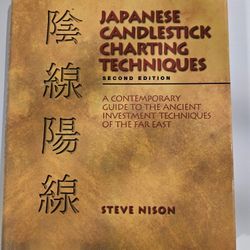 陰線陽線
JAPANESE
CANDLESTICK
CHARTING
TECHNIQUES
SECOND EDITION
A CONTEMPORARY
GUIDE TO THE ANCIENT
INVESTMENT TECHNIQUES
OF THE FAR EAST
STEVE NISON